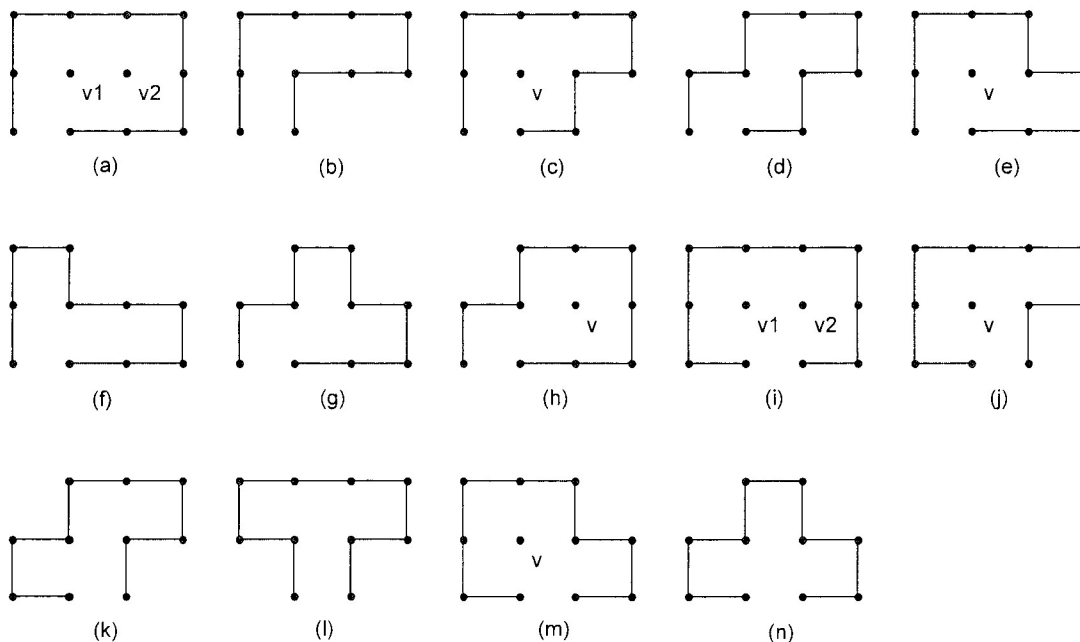 v1 v2 v v
(a) (b) (c) (d) (e)
v v1 v2 v
(f) (g) (h) (i) (j)
v
(k) (l) (m) (n)